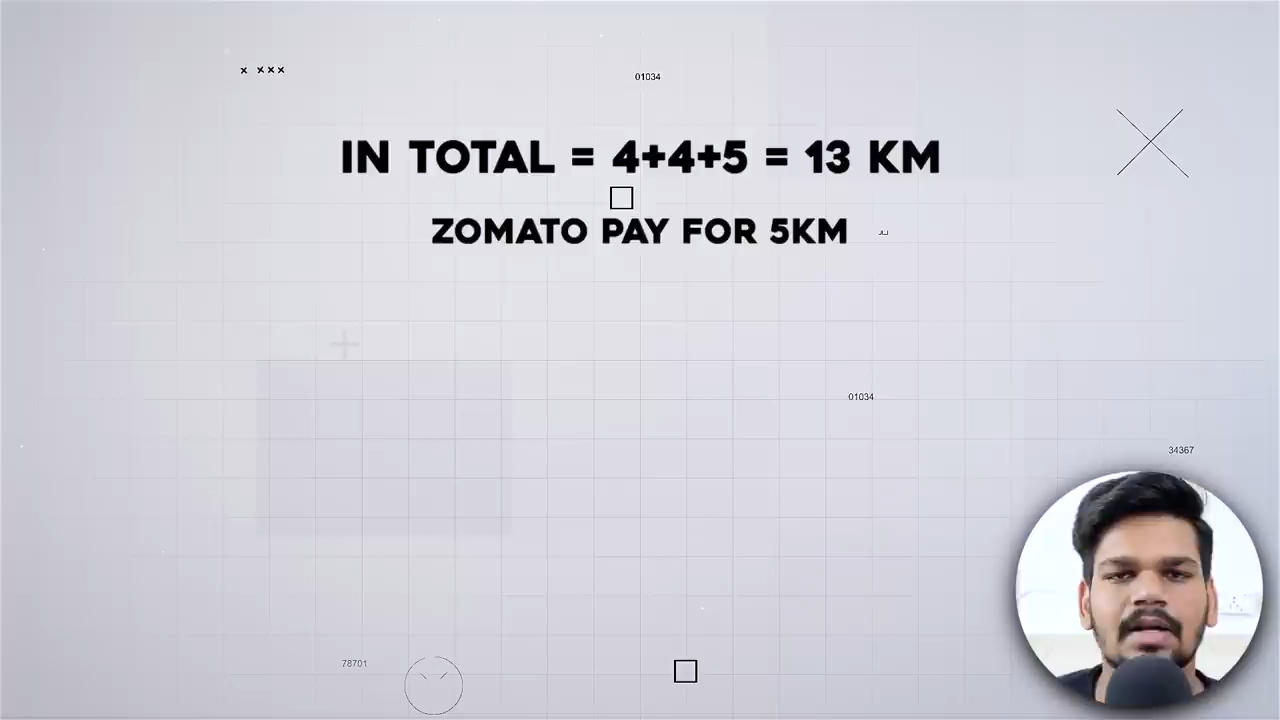 × ×××
01034
IN TOTAL = 4+4+5 = 13 KM
ZOMATO PAY FOR 5KM
01034
34367
78701